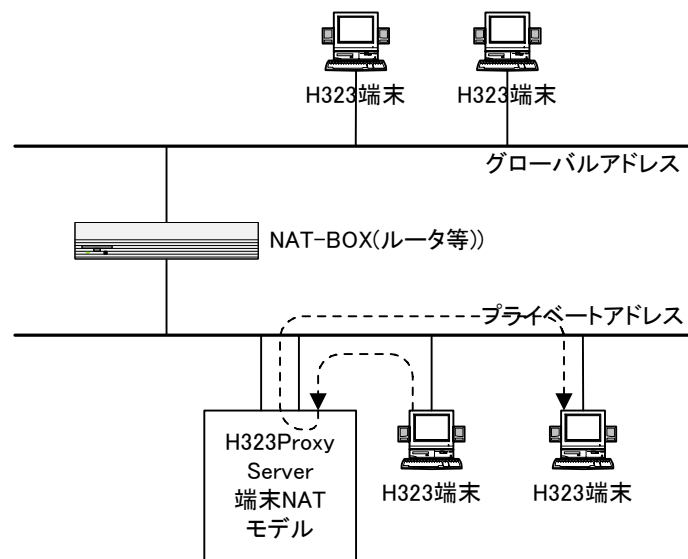 H323端末
H323端末
グローバルアドレス
NAT-BOX(ルータ等))
プライベートアドレス
H323Proxy
Server
端末NAT
モデル
H323端末
H323端末